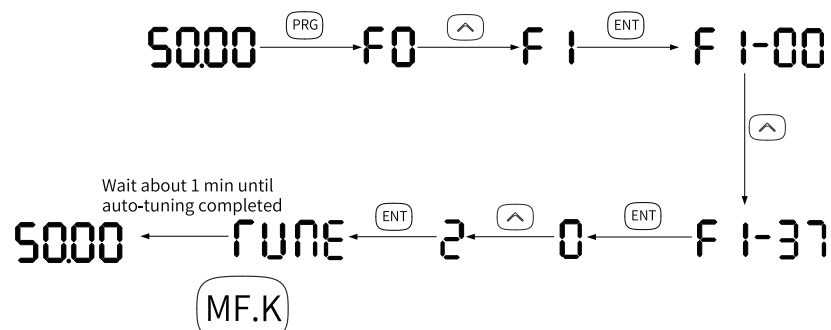 PRG
ENT
50.00 F0 F1 F1-00
Wait about 1 min until
auto-tuning completed
ENT
ENT
50.00 TUNE 2 0 F1-37
MF.K